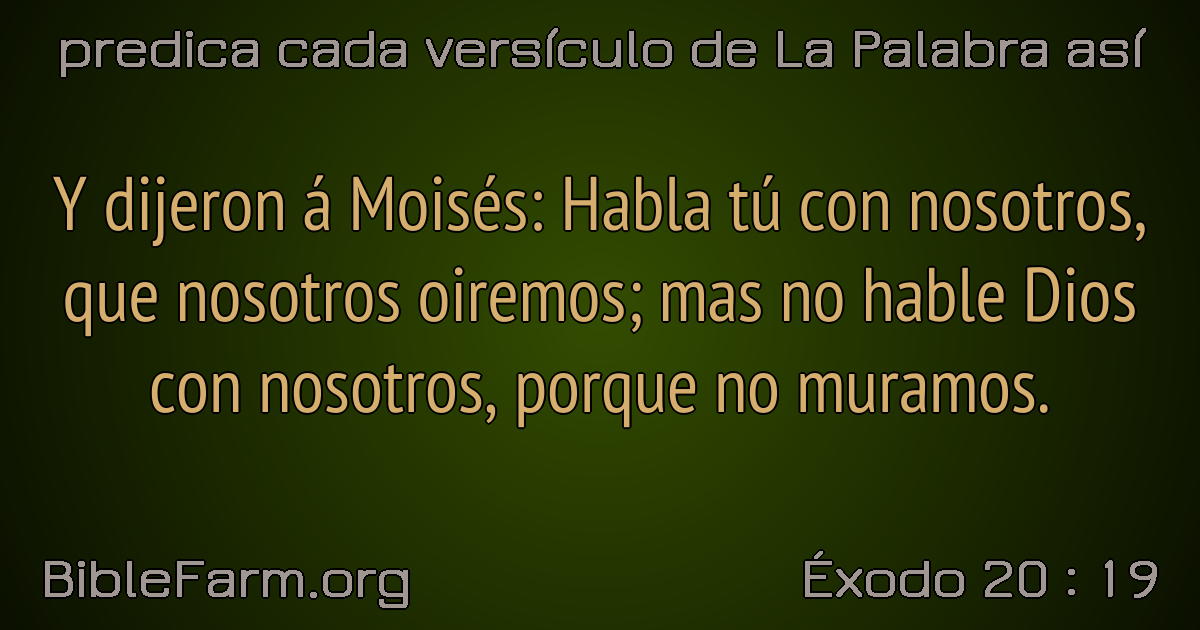 predica cada versículo de La Palabra así
Y dijeron á Moisés: Habla tú con nosotros,
que nosotros oiremos; mas no hable Dios
con nosotros, porque no muramos.
BibleFarm.org
Éxodo 20 : 19